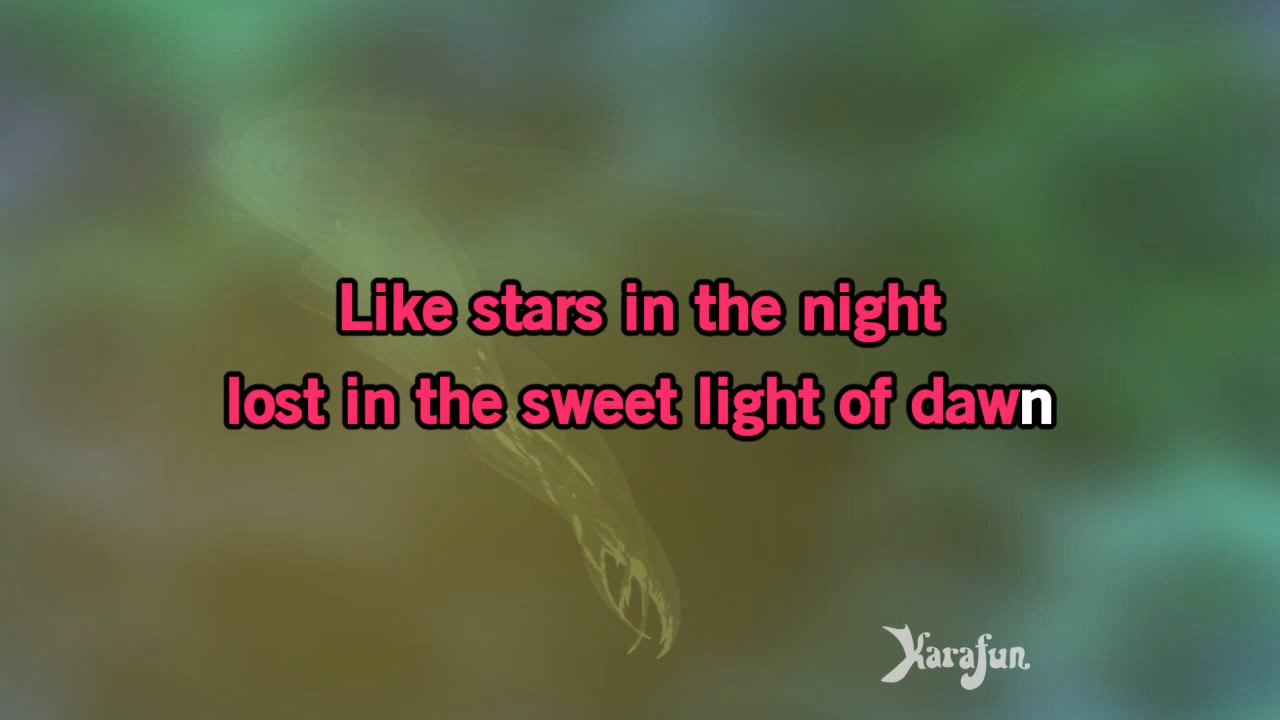 Like stars in the night
lost in the sweet light of dawn
Karafun